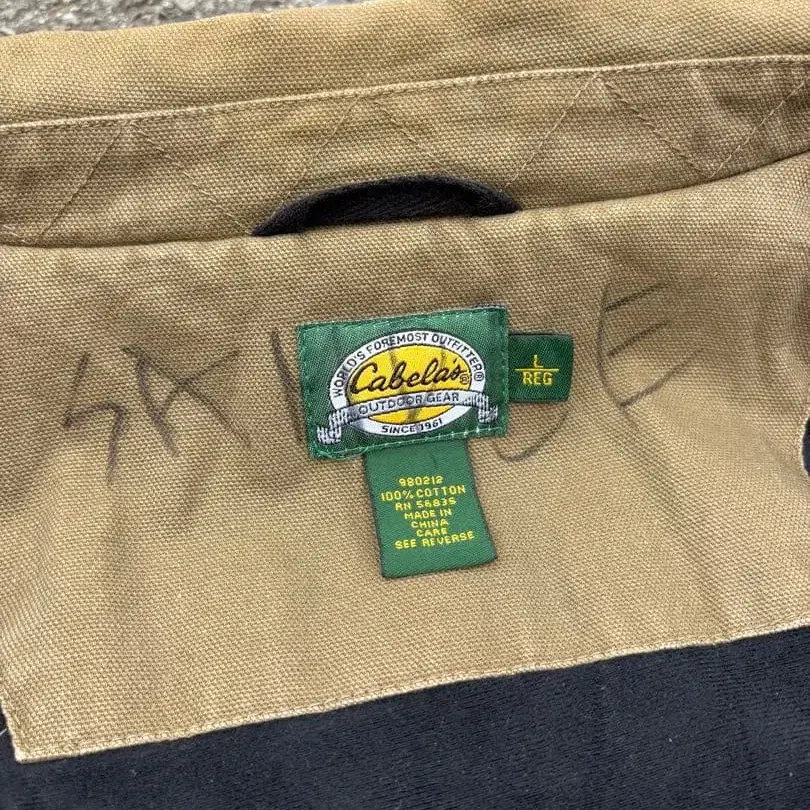 WORLD'S FOREMOST OUTFITTER®
Cabela's®
OUTDOOR GEAR
SINCE 1961
L
REG
980212
100% COTTON
RN 56835
MADE IN
CHINA
CARE
SEE REVERSE